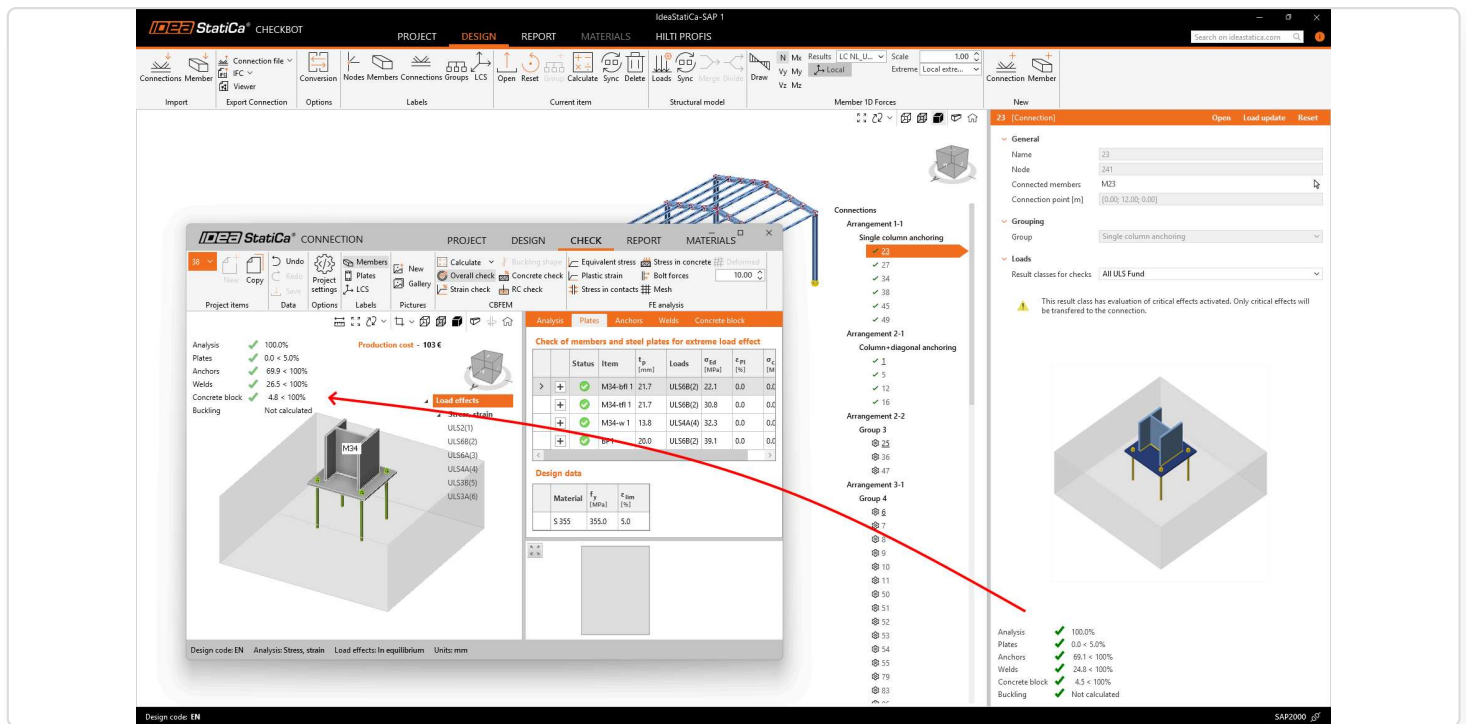 IdeaStatiCa-SAP 1
IDEA StatiCa® CHECKBOT
PROJECT DESIGN REPORT MATERIALS HILTI PROFIS
Search on ideastatica.com
Connections Member
Connection file
IFC
Viewer
Conversion
Nodes Members Connections Groups LCS
Open Reset Group Calculate Sync Delete
Loads Sync Merge Divide
Draw
N Mx
Vy My
Vz Mz
Results LC NL_U...
Local
Scale 1.00
Extreme Local extre...
Connection Member
Import Export Connection Options Labels Current item Structural model Member 1D Forces New
23 [Connection] Open Load update Reset
General
Name 23
Node 241
Connected members M23
Connection point [m] [0.00; 12.00; 0.00]
Grouping
Group Single column anchoring
Loads
Result classes for checks All ULS Fund
This result class has evaluation of critical effects activated. Only critical effects will
be transfered to the connection.
Analysis 100.0%
Plates 0.0 < 5.0%
Anchors 69.1 < 100%
Welds 24.8 < 100%
Concrete block 4.5 < 100%
Buckling Not calculated
Connections
Arrangement 1-1
Single column anchoring
23
27
34
38
45
49
Arrangement 2-1
Column+diagonal anchoring
1
5
12
16
Arrangement 2-2
Group 3
25
36
47
Arrangement 3-1
Group 4
6
7
8
9
10
11
50
51
52
53
54
55
79
83
IDEA StatiCa® CONNECTION
PROJECT DESIGN CHECK REPORT MATERIALS
38
New Copy
Undo
Redo
Save
Project
settings
Members
Plates
LCS
New
Gallery
Calculate
Overall check
Strain check
Buckling shape
Concrete check
RC check
Equivalent stress
Plastic strain
Stress in contacts
Stress in concrete
Bolt forces
Mesh
Deformed
10.00
Project items Data Options Labels Pictures CBFEM FE analysis
Analysis 100.0%
Plates 0.0 < 5.0%
Anchors 69.9 < 100%
Welds 26.5 < 100%
Concrete block 4.8 < 100%
Buckling Not calculated
Production cost - 103 €
M34
Load effects
Stress, strain
ULS2(1)
ULS6B(2)
ULS6A(3)
ULS4A(4)
ULS3B(5)
ULS3A(6)
Analysis Plates Anchors Welds Concrete block
Check of members and steel plates for extreme load effect
Status Item tp [mm] Loads σEd [MPa] εPl [%]
M34-bfl 1 21.7 ULS6B(2) 22.1 0.0
M34-tfl 1 21.7 ULS6B(2) 30.8 0.0
M34-w 1 13.8 ULS4A(4) 32.3 0.0
20.0 ULS6B(2) 39.1 0.0
Design data
Material fy [MPa] εlim [%]
S 355 355.0 5.0
Design code: EN Analysis: Stress, strain Load effects: In equilibrium Units: mm
Design code: EN
SAP2000